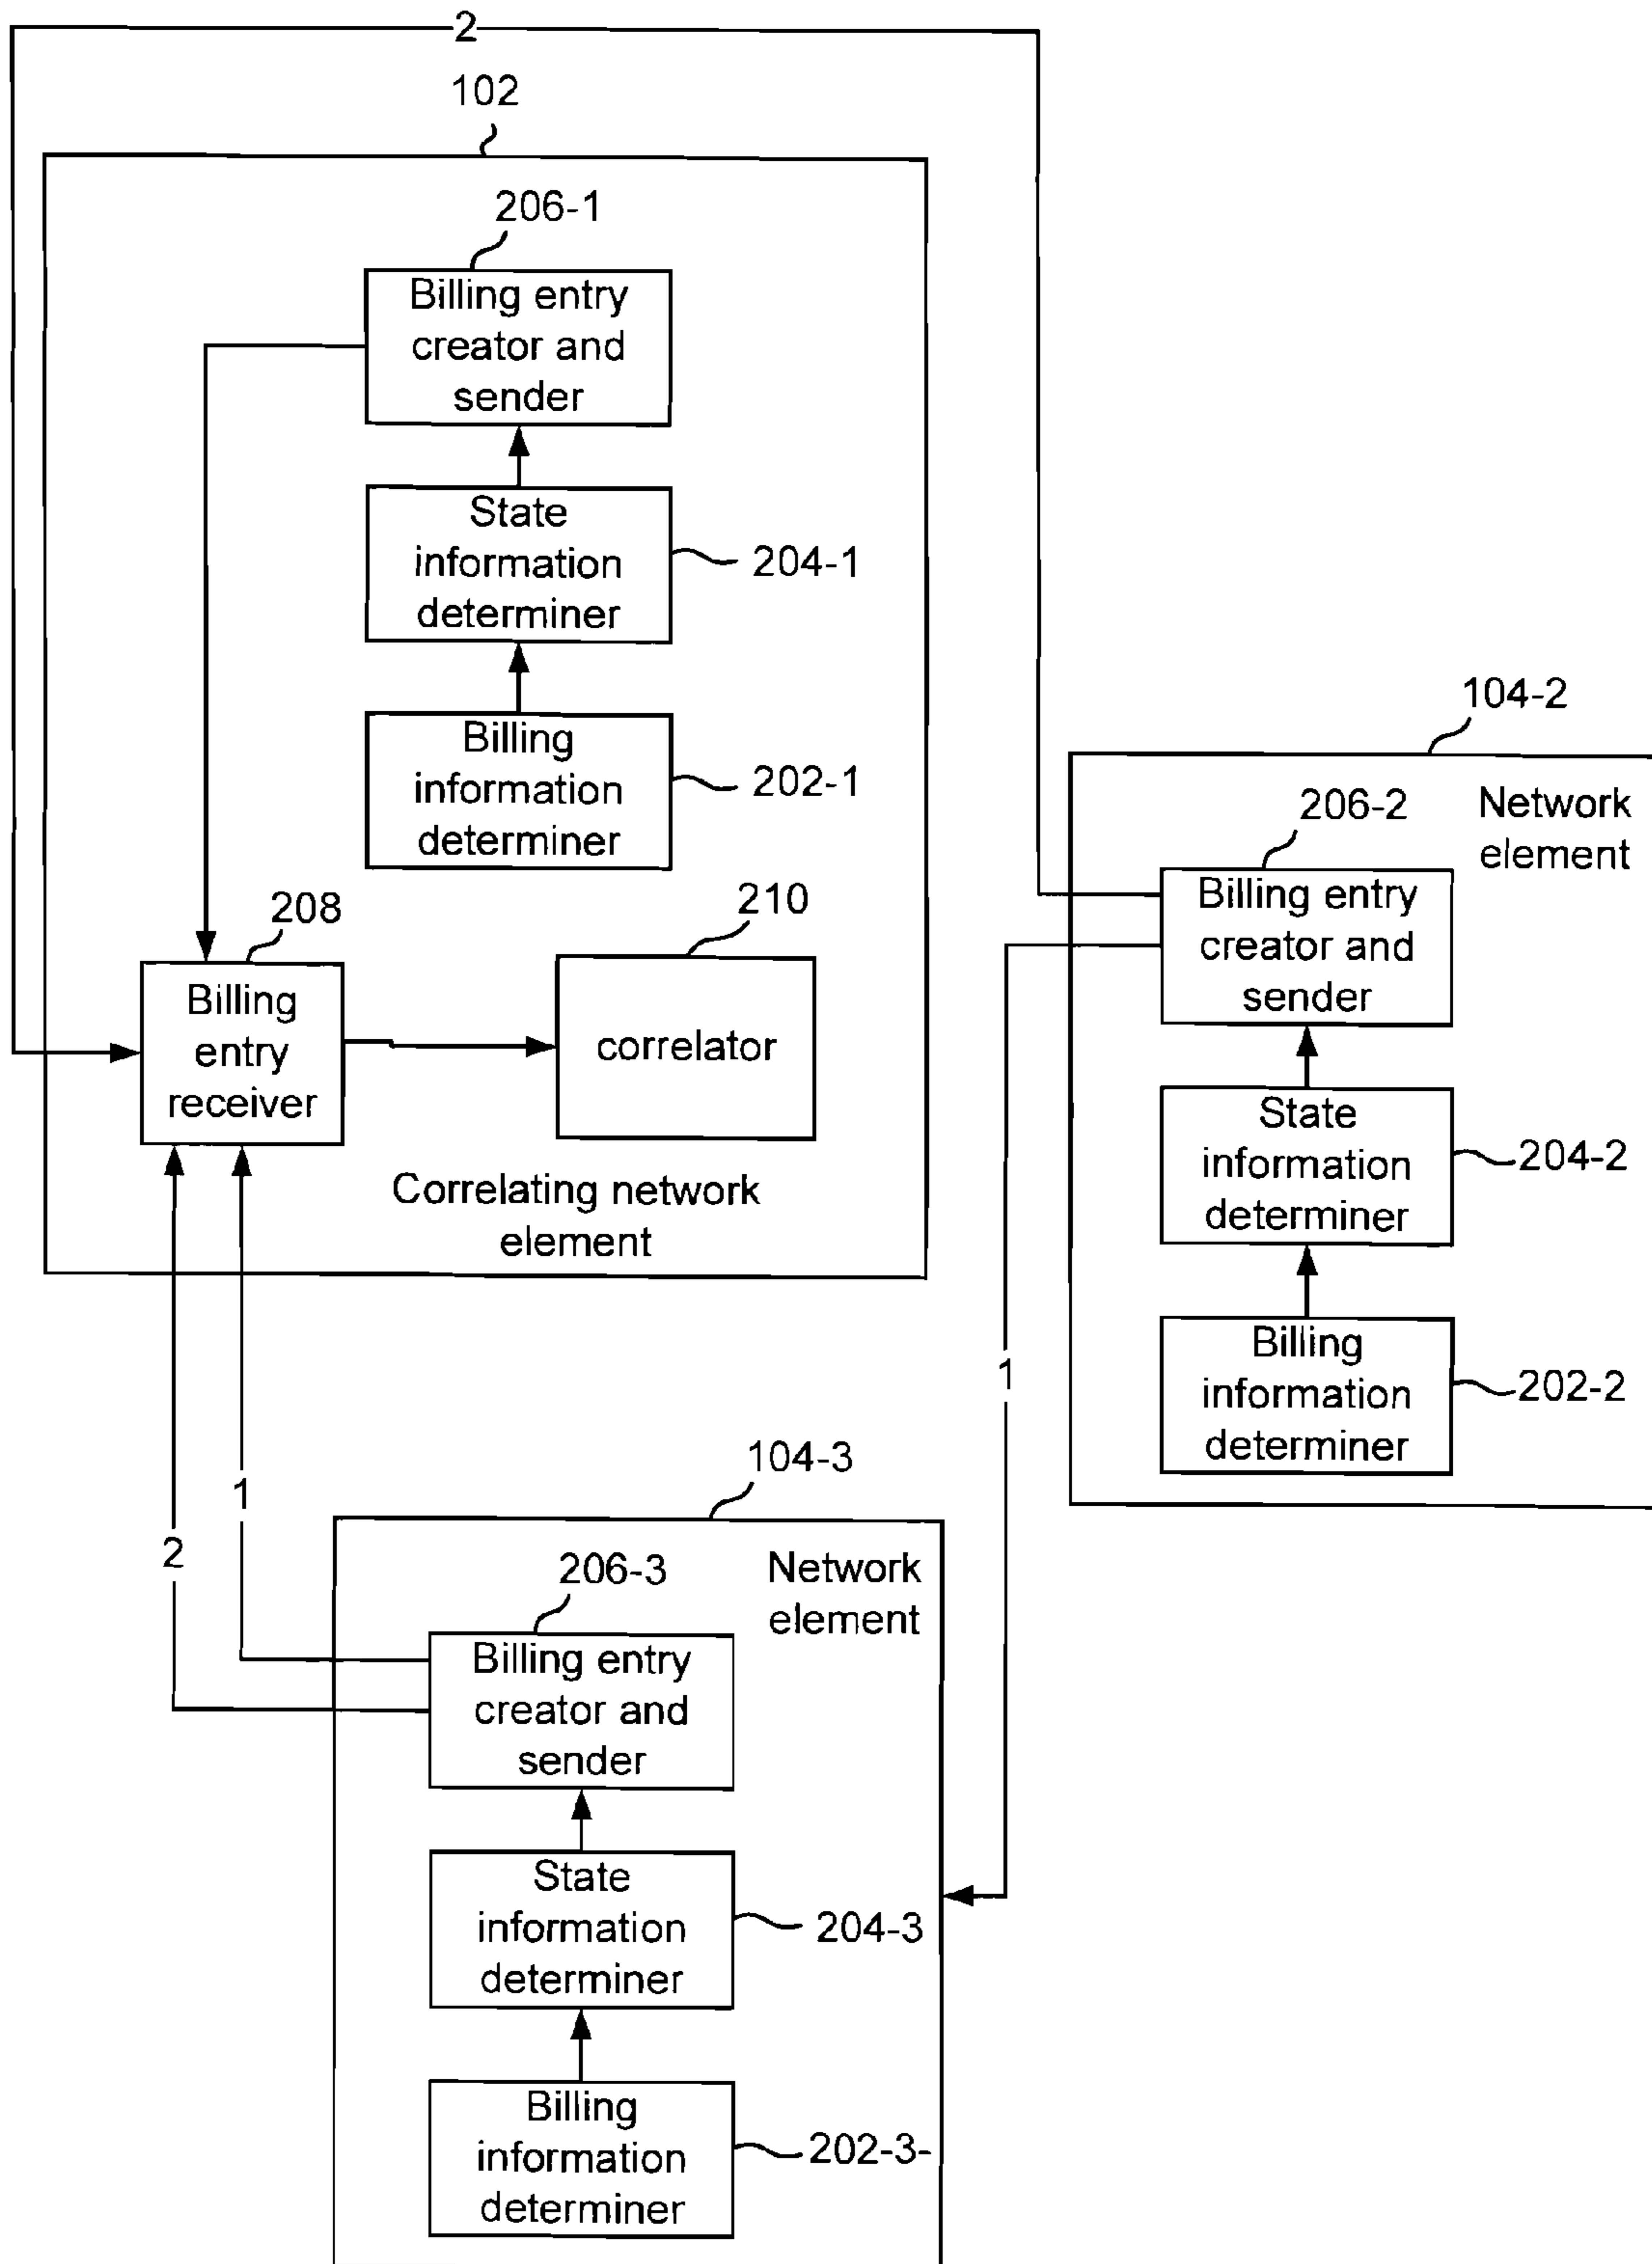 2
102
206-1
Billing entry
creator and
sender
State
information
determiner
204-1
Billing
information
determiner
202-1
208
210
Billing
entry
receiver
correlator
Correlating network
element
104-2
Network
element
206-2
Billing entry
creator and
sender
State
information
determiner
204-2
Billing
information
determiner
202-2
1
1
2
104-3
Network
element
206-3
Billing entry
creator and
sender
State
information
determiner
204-3
Billing
information
determiner
202-3-